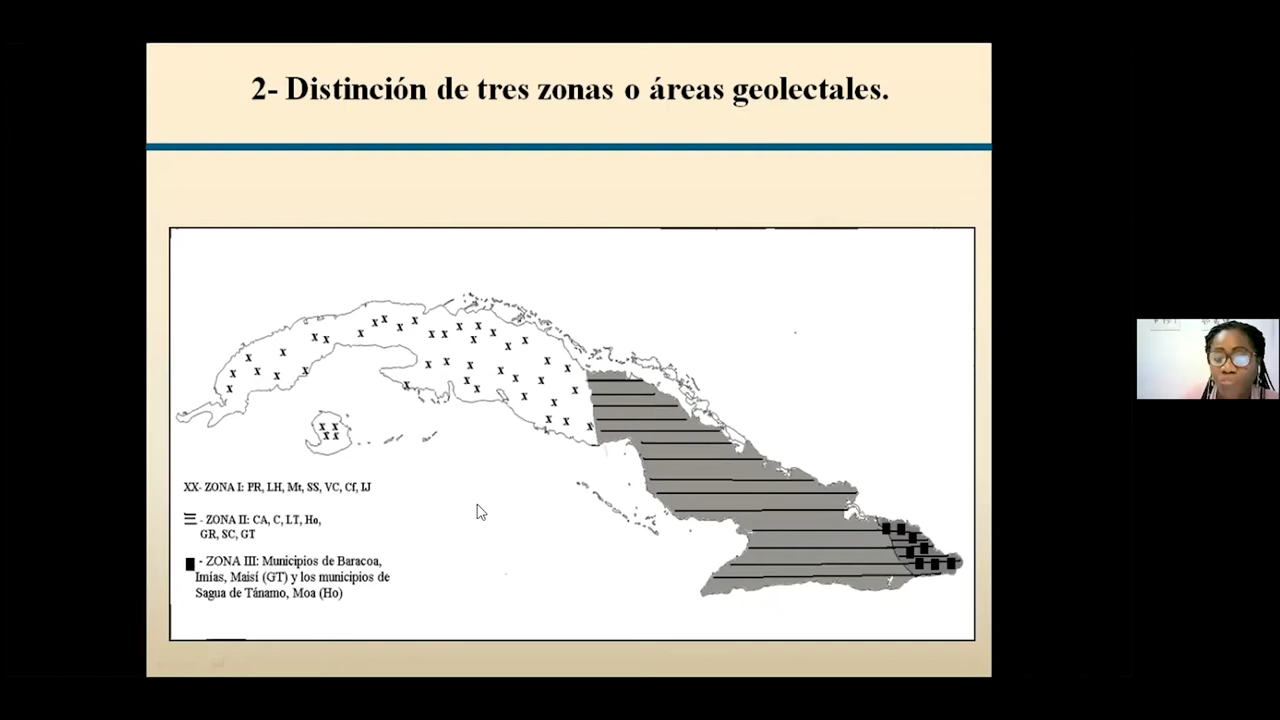 2- Distinción de tres zonas o áreas geolectales.
XX- ZONA I: PR, LH, Mt, SS, VC, Cf, IJ
- ZONA II: CA, C, LT, Ho,
GR, SC, GT
- ZONA III: Municipios de Baracoa,
Imías, Maisí (GT) y los municipios de
Sagua de Tánamo, Moa (Ho)